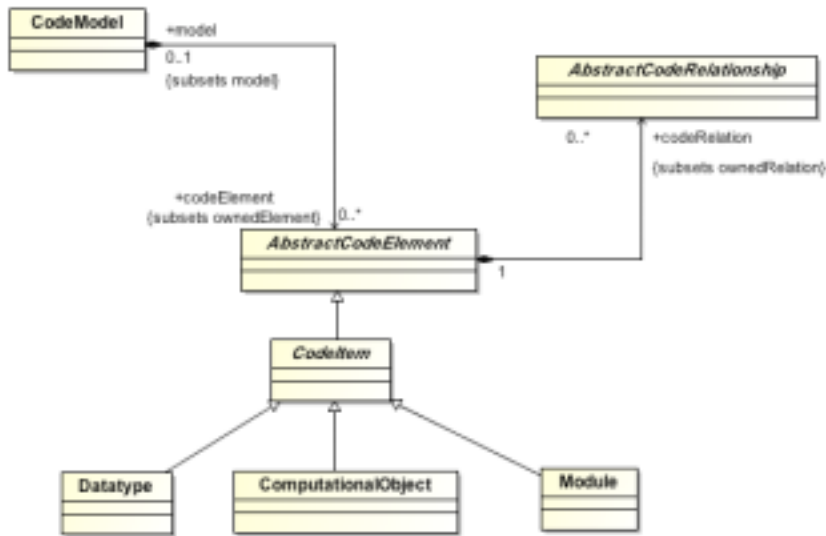 CodeModel
+model
0..1
{subsets model}
AbstractCodeRelationship
0..*
+codeRelation
{subsets ownedRelation}
+codeElement
{subsets ownedElement}
0..*
AbstractCodeElement
1
CodeItem
Datatype
ComputationalObject
Module